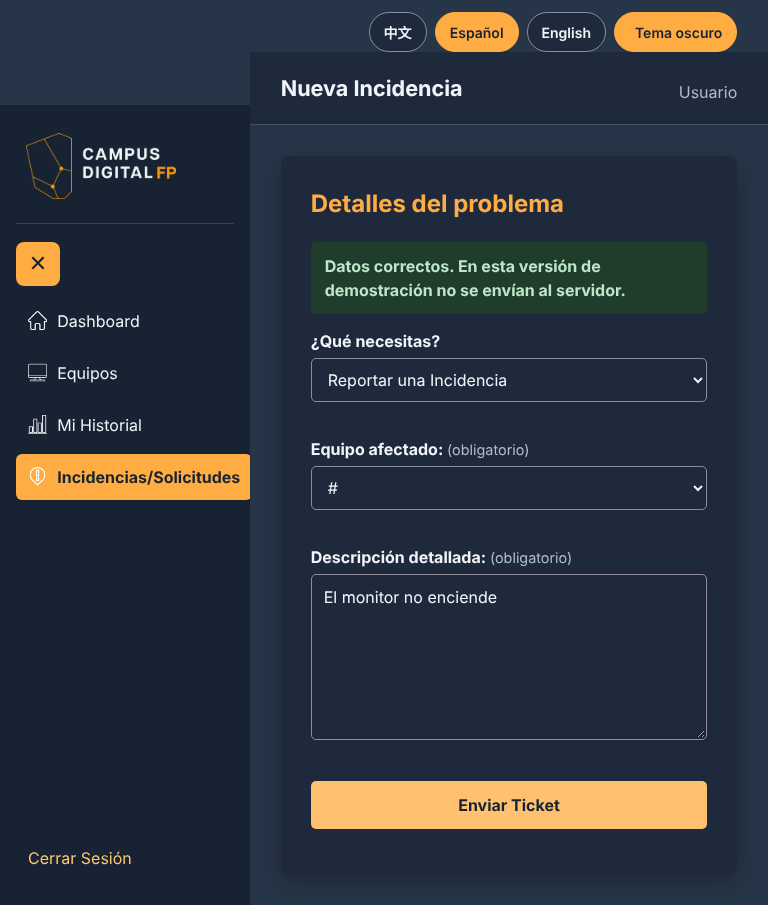 中文
Español
English
Tema oscuro
Nueva Incidencia
Usuario
CAMPUS
DIGITAL FP
Dashboard
Equipos
Mi Historial
Incidencias/Solicitudes
Cerrar Sesión
Detalles del problema
Datos correctos. En esta versión de
demostración no se envían al servidor.
¿Qué necesitas?
Reportar una Incidencia
Equipo afectado: (obligatorio)
#
Descripción detallada: (obligatorio)
El monitor no enciende
Enviar Ticket